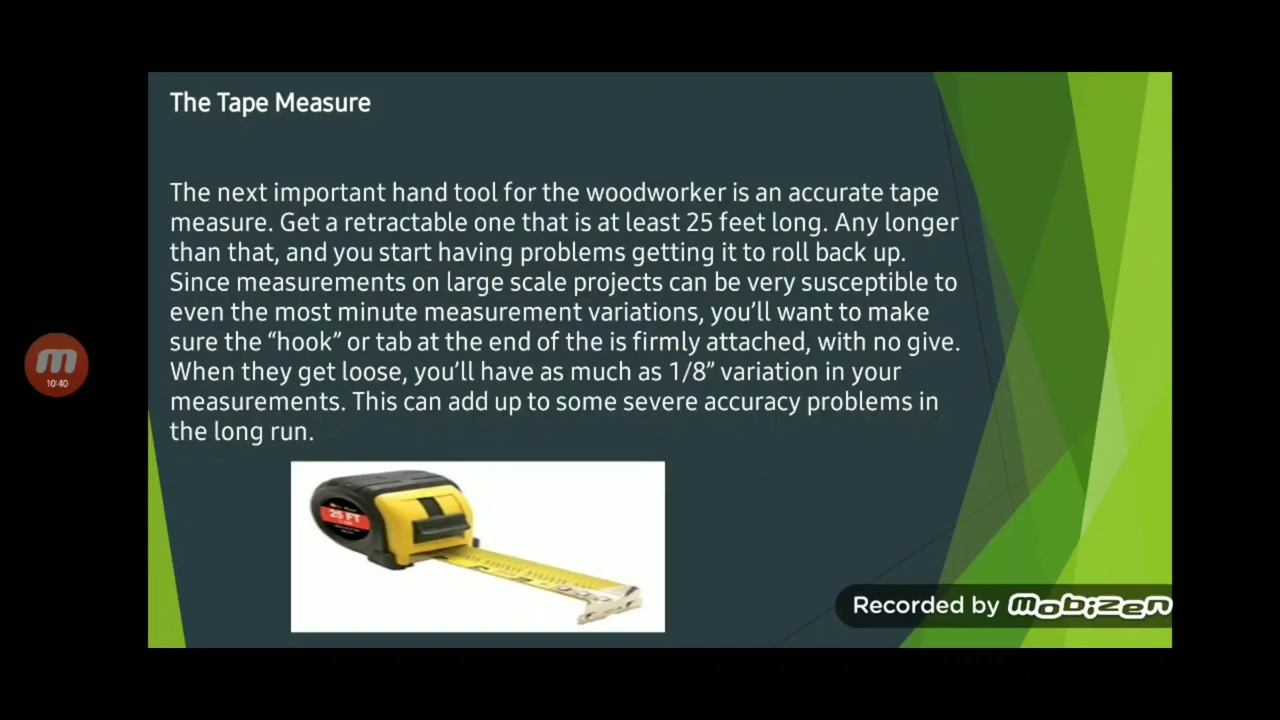 The Tape Measure
The next important hand tool for the woodworker is an accurate tape
measure. Get a retractable one that is at least 25 feet long. Any longer
than that, and you start having problems getting it to roll back up.
Since measurements on large scale projects can be very susceptible to
even the most minute measurement variations, you’ll want to make
sure the “hook” or tab at the end of the is firmly attached, with no give.
When they get loose, you’ll have as much as 1/8” variation in your
measurements. This can add up to some severe accuracy problems in
the long run.
25 FT
m
10:40
Recorded by mobizen